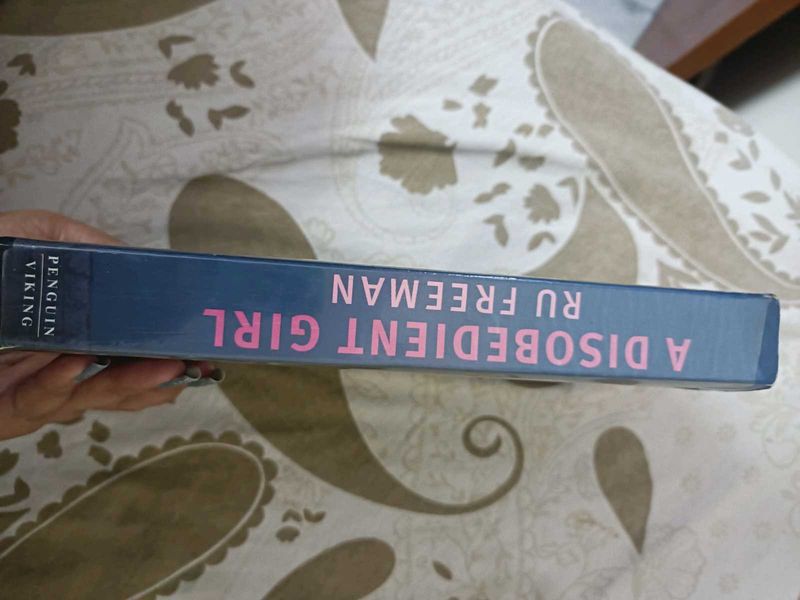 A DISOBEDIENT GIRL
RU FREEMAN
PENGUIN
VIKING